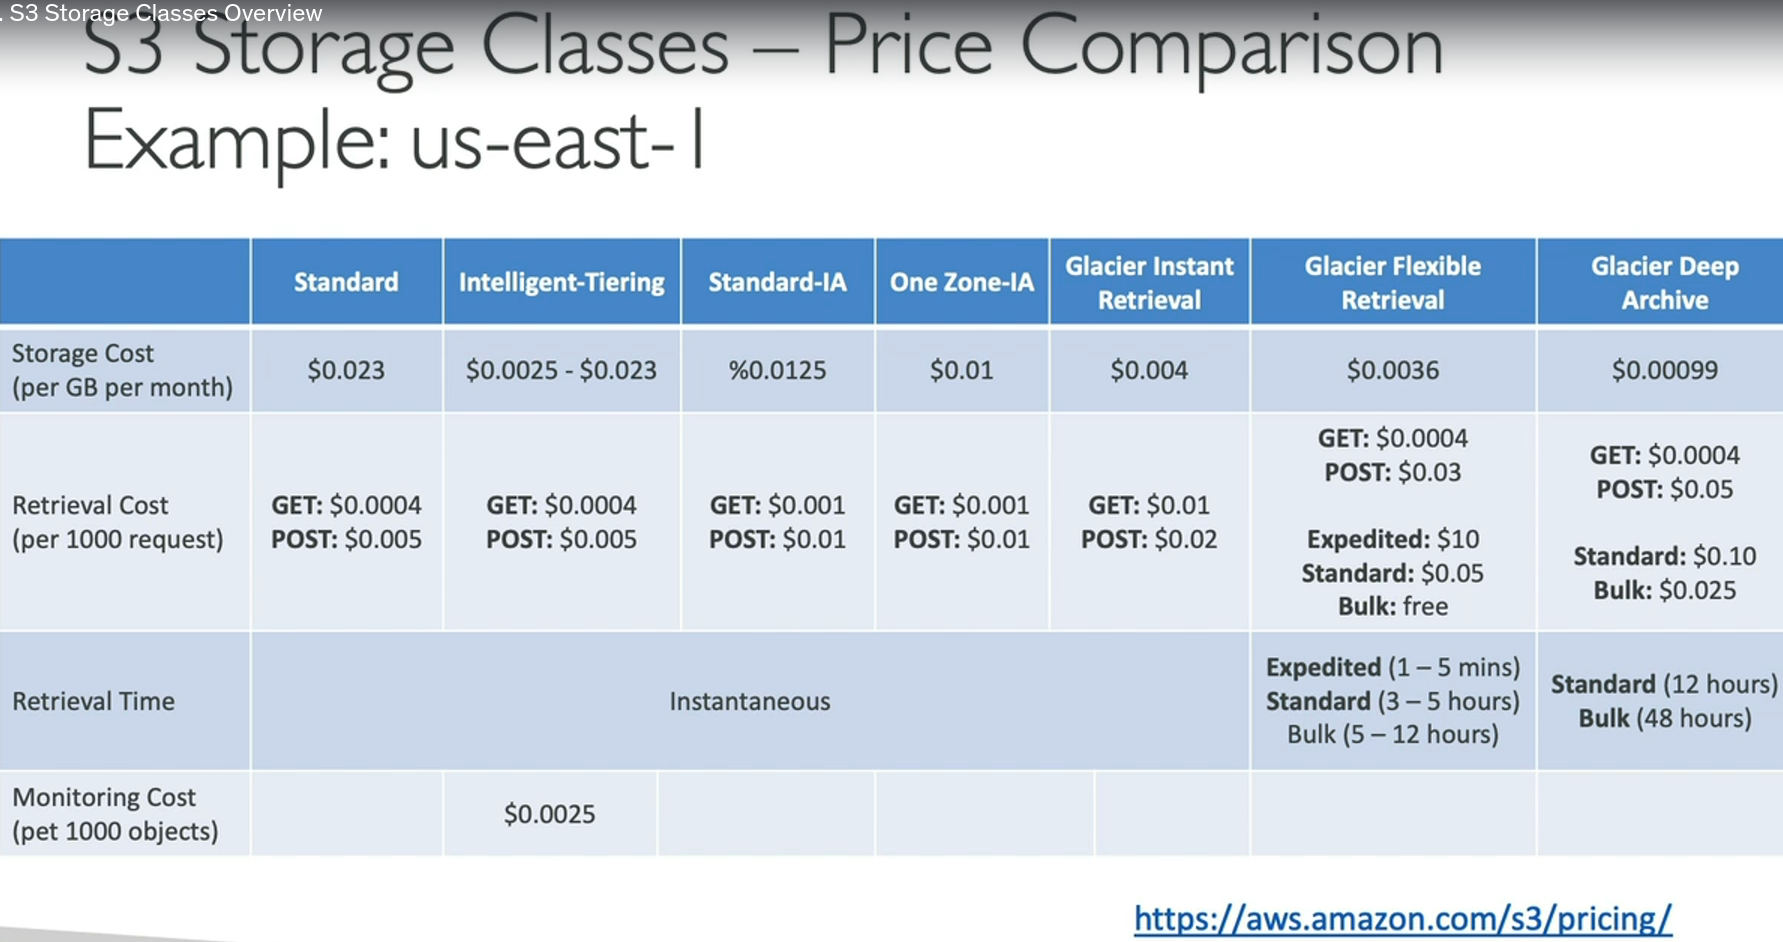 . S3 Storage Classes Overview
S3 Storage Classes – Price Comparison
Example: us-east-1
Standard
Intelligent-Tiering
Standard-IA
One Zone-IA
Glacier Instant
Retrieval
Glacier Flexible
Retrieval
Glacier Deep
Archive
Storage Cost
(per GB per month)
$0.023
$0.0025 - $0.023
%0.0125
$0.01
$0.004
$0.0036
$0.00099
Retrieval Cost
(per 1000 request)
GET: $0.0004
POST: $0.005
GET: $0.0004
POST: $0.005
GET: $0.001
POST: $0.01
GET: $0.001
POST: $0.01
GET: $0.01
POST: $0.02
GET: $0.0004
POST: $0.03
Expedited: $10
Standard: $0.05
Bulk: free
GET: $0.0004
POST: $0.05
Standard: $0.10
Bulk: $0.025
Retrieval Time
Instantaneous
Expedited (1 – 5 mins)
Standard (3 – 5 hours)
Bulk (5 – 12 hours)
Standard (12 hours)
Bulk (48 hours)
Monitoring Cost
(pet 1000 objects)
$0.0025
https://aws.amazon.com/s3/pricing/